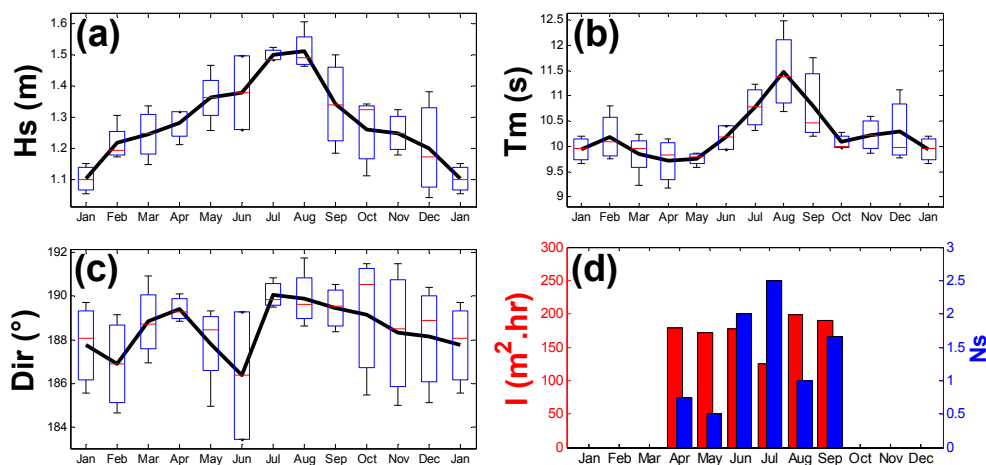 (a)
Hs (m)
1.6
1.5
1.4
1.3
1.2
1.1
Jan Feb Mar Apr May Jun Jul Aug Sep Oct Nov Dec Jan
(b)
Tm (s)
12.5
12
11.5
11
10.5
10
9.5
9
Jan Feb Mar Apr May Jun Jul Aug Sep Oct Nov Dec Jan
(c)
Dir (°)
192
190
188
186
184
Jan Feb Mar Apr May Jun Jul Aug Sep Oct Nov Dec Jan
(d)
I (m².hr)
300
250
200
150
100
50
0
Ns
3
2.5
2
1.5
1
0.5
0
Jan Feb Mar Apr May Jun Jul Aug Sep Oct Nov Dec